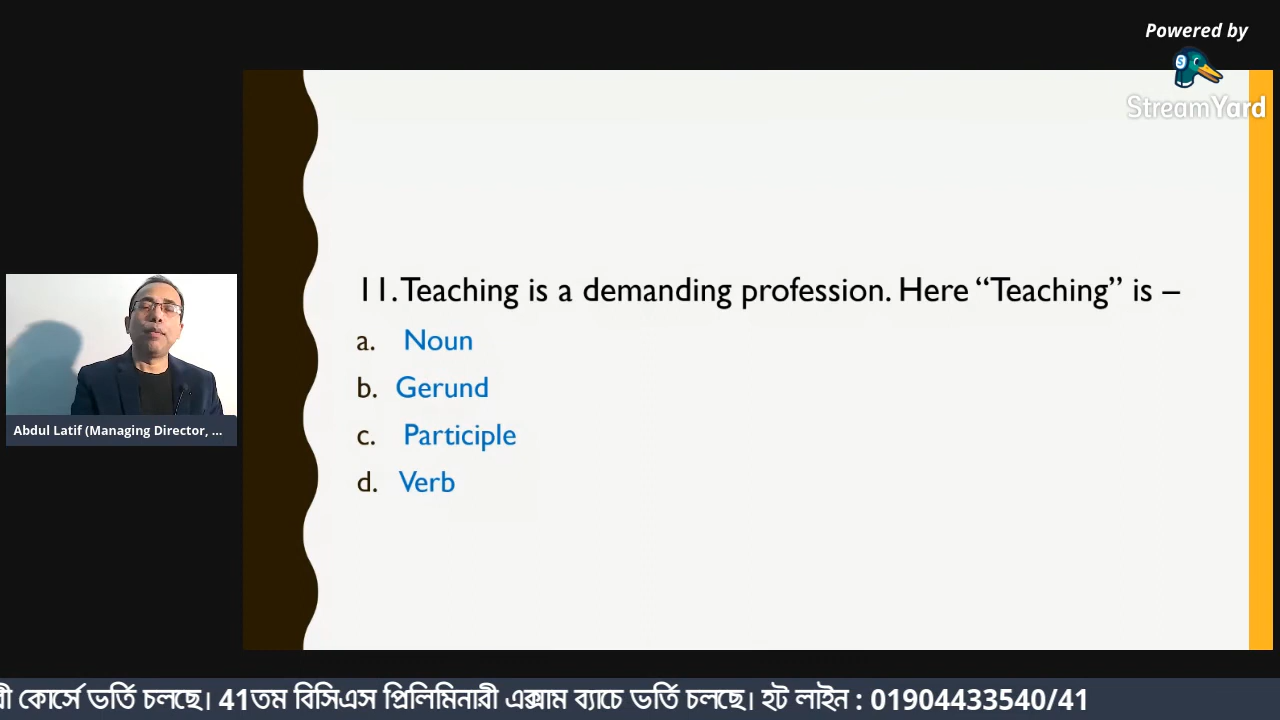 Powered by
StreamYard
11. Teaching is a demanding profession. Here “Teaching” is –
a. Noun
b. Gerund
c. Participle
d. Verb
Abdul Latif (Managing Director, ...
রী কোর্সে ভর্তি চলছে। 41তম বিসিএস প্রিলিমিনারী এক্সাম ব্যাচে ভর্তি চলছে। হট লাইন : 01904433540/41